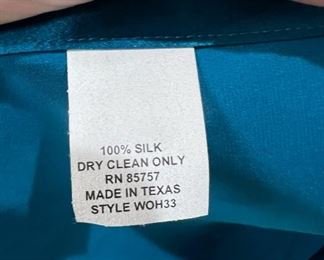 100% SILK
DRY CLEAN ONLY
RN 85757
MADE IN TEXAS
STYLE WOH33